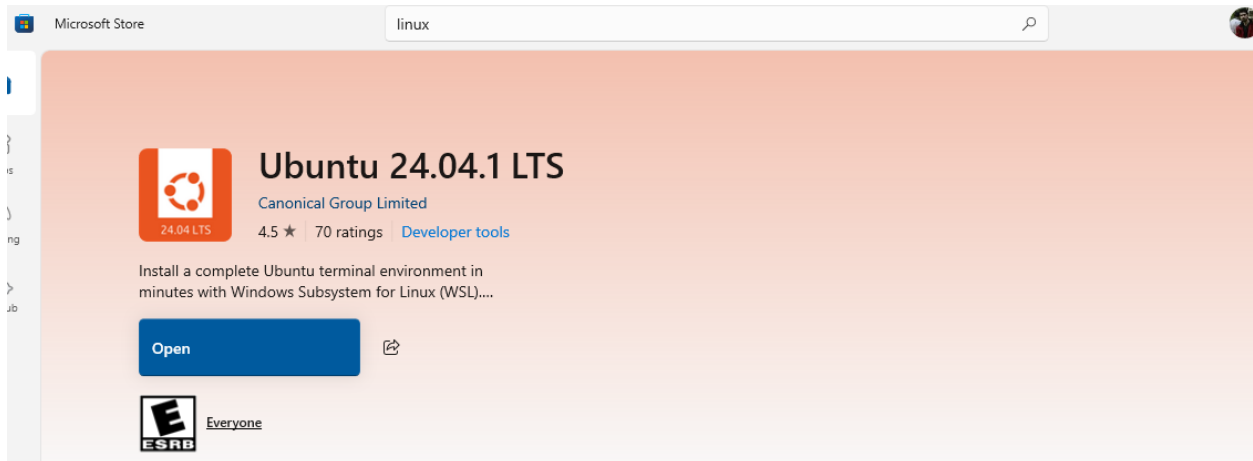 Microsoft Store
linux
Ubuntu 24.04.1 LTS
24.04 LTS
Canonical Group Limited
4.5 ★ 70 ratings Developer tools
Install a complete Ubuntu terminal environment in
minutes with Windows Subsystem for Linux (WSL)....
Open
E
ESRB
Everyone